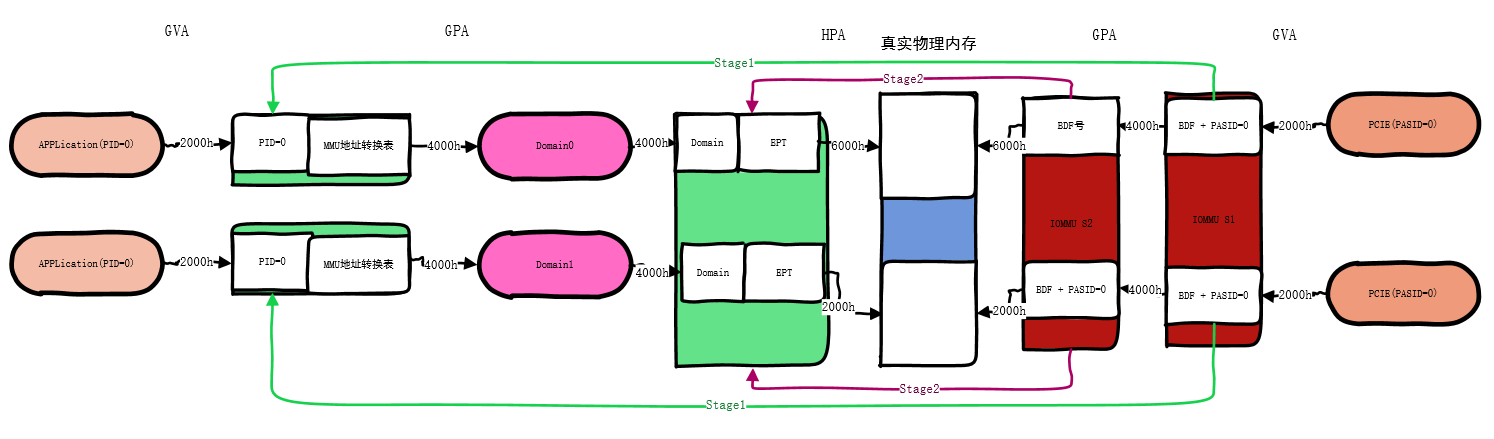 GVA
GPA
HPA
真实物理内存
GPA
GVA
Stage1
Stage2
APPLication(PID=0)
2000h
PID=0
MMU地址转换表
4000h
Domain0
4000h
Domain
EPT
6000h
6000h
BDF号
4000h
BDF + PASID=0
2000h
PCIE(PASID=0)
IOMMU S2
IOMMU S1
APPLication(PID=0)
2000h
PID=0
MMU地址转换表
4000h
Domain1
4000h
Domain
EPT
2000h
2000h
BDF + PASID=0
4000h
BDF + PASID=0
2000h
PCIE(PASID=0)
Stage2
Stage1